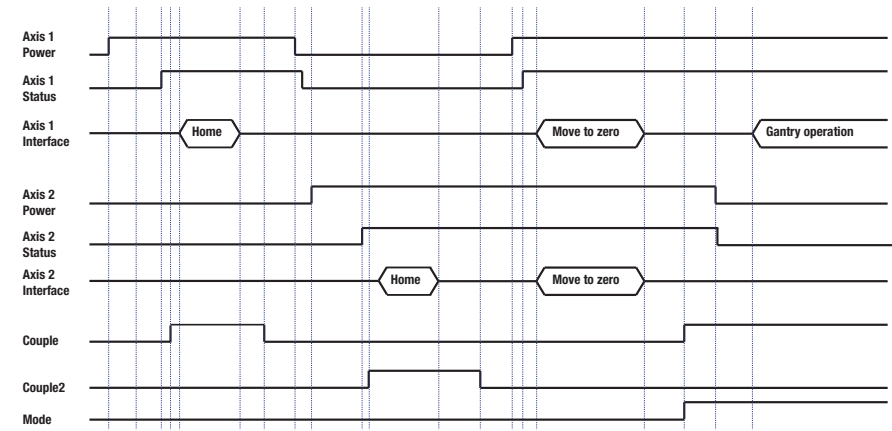 Axis 1
Power
Axis 1
Status
Axis 1
Interface
Home
Move to zero
Gantry operation
Axis 2
Power
Axis 2
Status
Axis 2
Interface
Home
Move to zero
Couple
Couple2
Mode